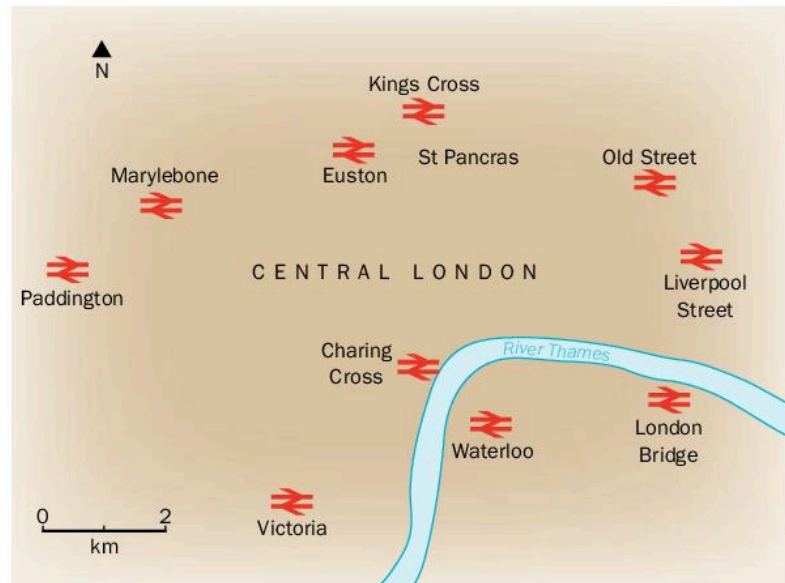 N
Kings Cross
St Pancras
Euston
Old Street
Marylebone
CENTRAL LONDON
Paddington
Liverpool
Street
River Thames
Charing
Cross
Waterloo
London
Bridge
Victoria
0 2
km